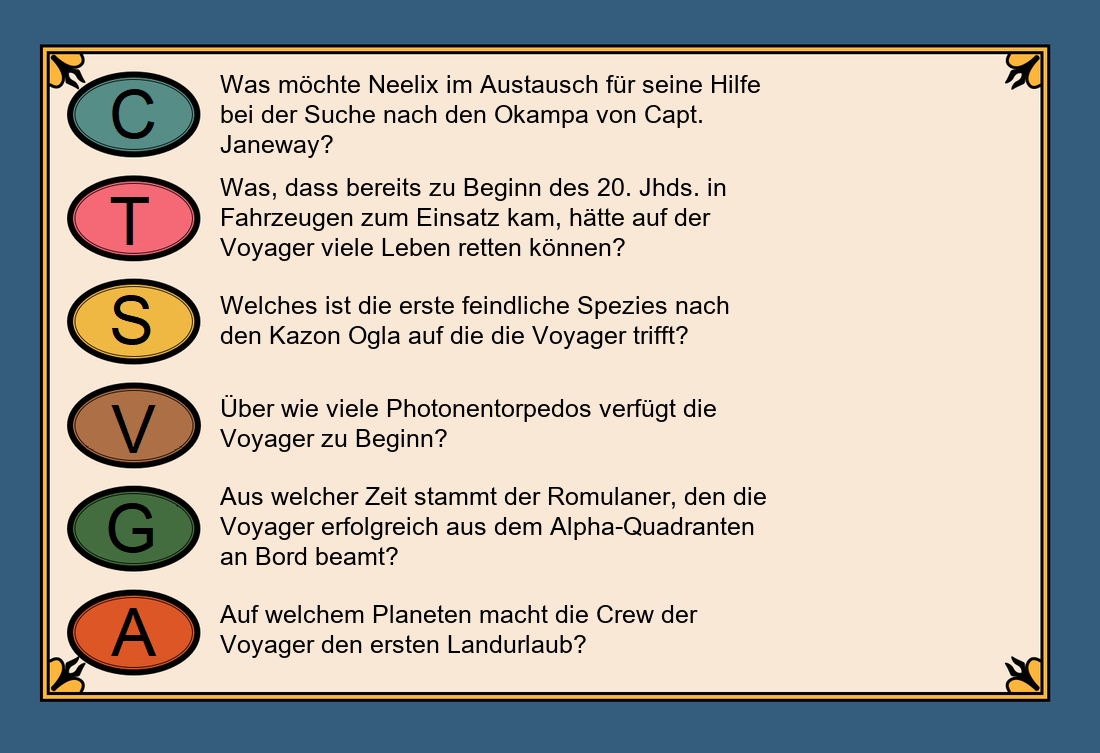 C
Was möchte Neelix im Austausch für seine Hilfe
bei der Suche nach den Okampa von Capt.
Janeway?
T
Was, dass bereits zu Beginn des 20. Jhds. in
Fahrzeugen zum Einsatz kam, hätte auf der
Voyager viele Leben retten können?
S
Welches ist die erste feindliche Spezies nach
den Kazon Ogla auf die die Voyager trifft?
V
Über wie viele Photonentorpedos verfügt die
Voyager zu Beginn?
G
Aus welcher Zeit stammt der Romulaner, den die
Voyager erfolgreich aus dem Alpha-Quadranten
an Bord beamt?
A
Auf welchem Planeten macht die Crew der
Voyager den ersten Landurlaub?